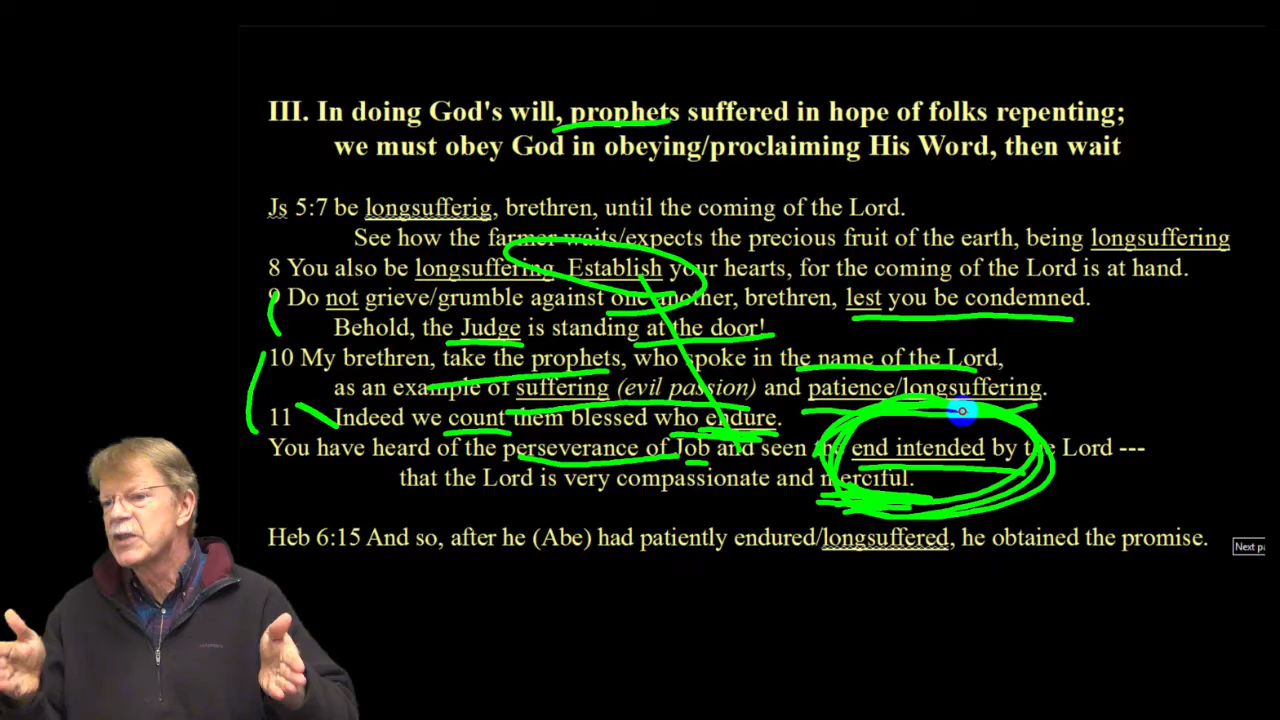 III. In doing God's will, prophets suffered in hope of folks repenting;
we must obey God in obeying/proclaiming His Word, then wait
Js 5:7 be longsufferig, brethren, until the coming of the Lord.
See how the farmer waits/expects the precious fruit of the earth, being longsuffering
8 You also be longsuffering. Establish your hearts, for the coming of the Lord is at hand.
9 Do not grieve/grumble against one another, brethren, lest you be condemned.
Behold, the Judge is standing at the door!
10 My brethren, take the prophets, who spoke in the name of the Lord,
as an example of suffering (evil passion) and patience/longsuffering.
11 Indeed we count them blessed who endure.
You have heard of the perseverance of Job and seen the end intended by the Lord ---
that the Lord is very compassionate and merciful.
Heb 6:15 And so, after he (Abe) had patiently endured/longsuffered, he obtained the promise.
Next